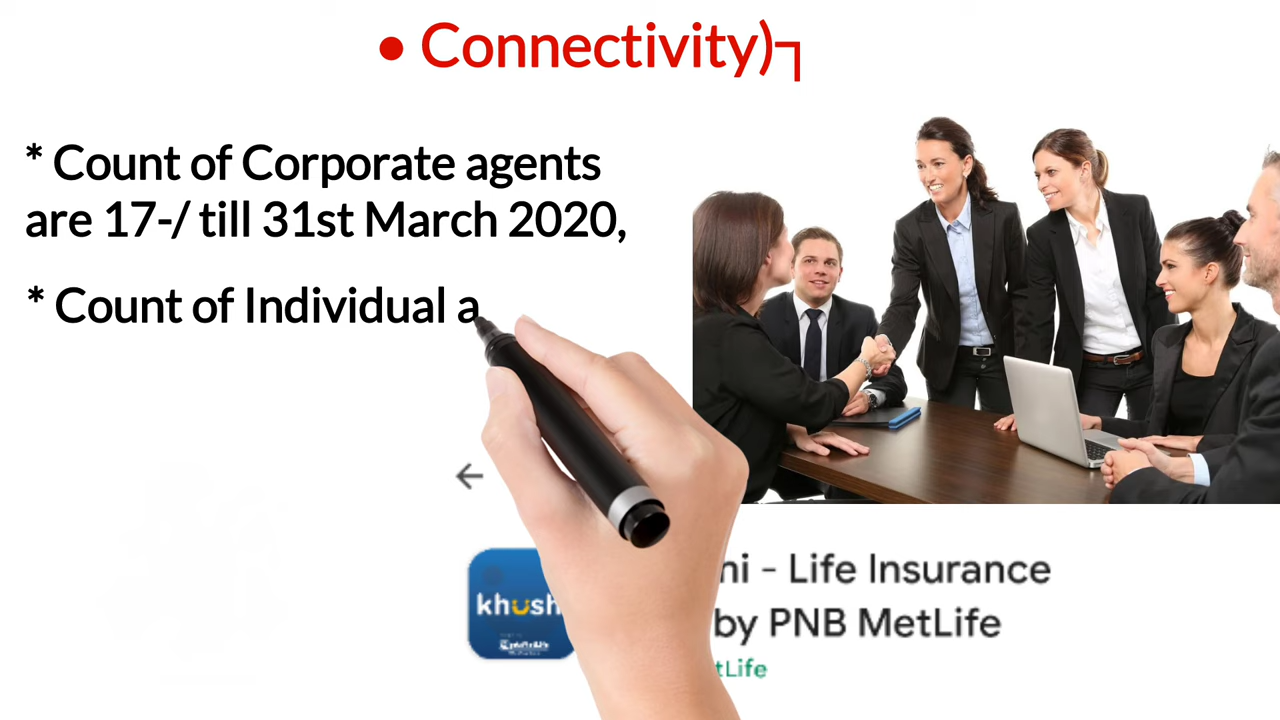 • Connectivity)┐
* Count of Corporate agents
are 17-/ till 31st March 2020,
* Count of Individual a
khush
ni - Life Insurance
by PNB MetLife
tLife